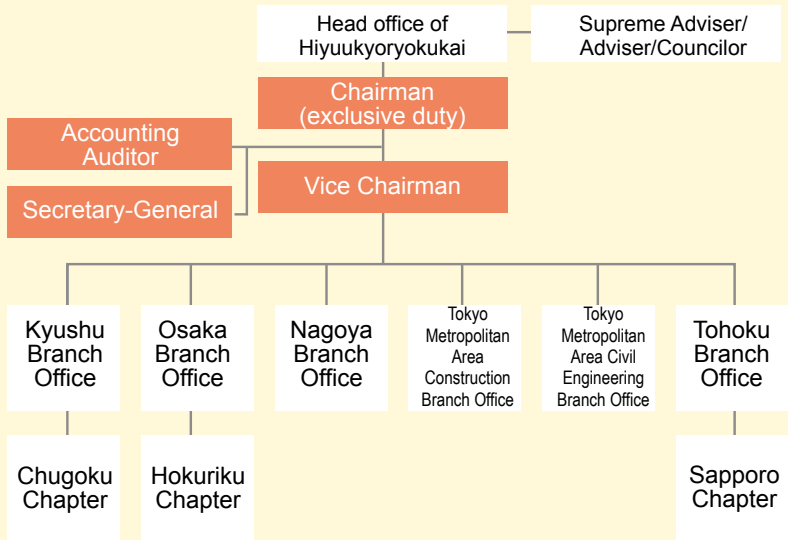 Head office of
Hiyuukyoryokukai
Supreme Adviser/
Adviser/Councilor
Chairman
(exclusive duty)
Accounting
Auditor
Vice Chairman
Secretary-General
Kyushu
Branch
Office
Osaka
Branch
Office
Nagoya
Branch
Office
Tokyo
Metropolitan
Area
Construction
Branch Office
Tokyo
Metropolitan
Area Civil
Engineering
Branch Office
Tohoku
Branch
Office
Chugoku
Chapter
Hokuriku
Chapter
Sapporo
Chapter